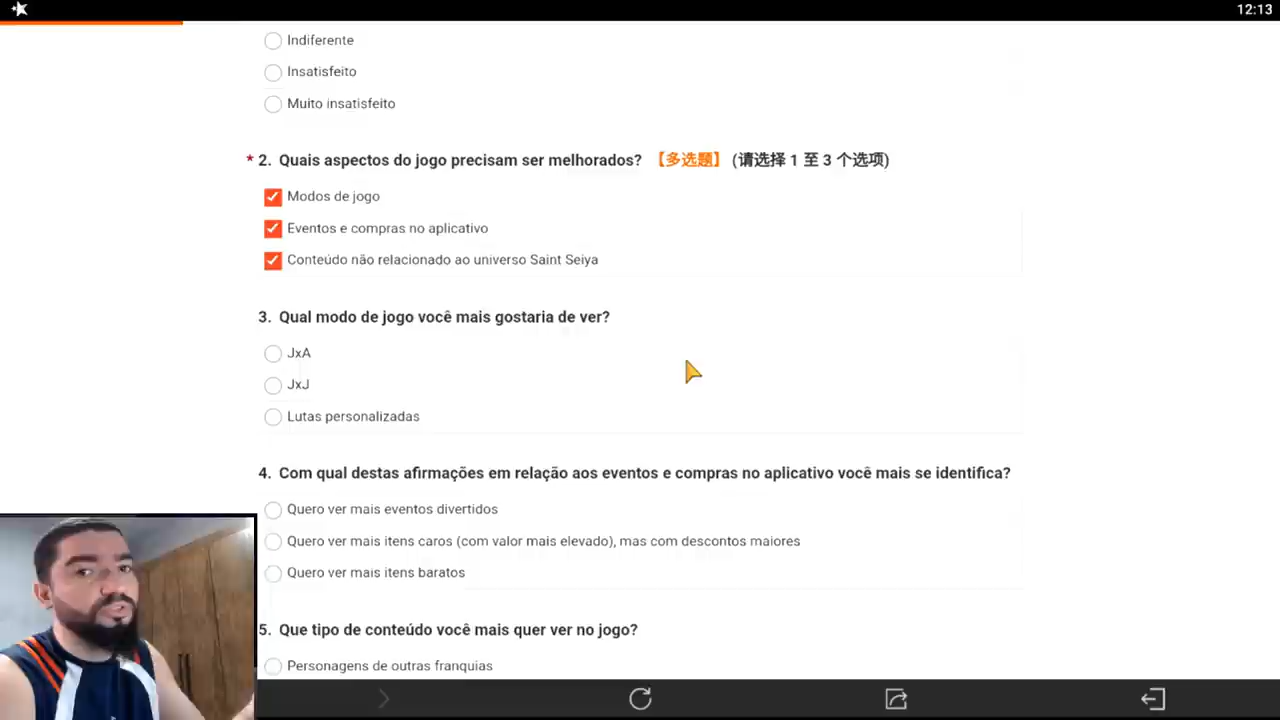 12:13
Indiferente
Insatisfeito
Muito insatisfeito
* 2. Quais aspectos do jogo precisam ser melhorados? 【多选题】 (请选择 1 至 3 个选项)
Modos de jogo
Eventos e compras no aplicativo
Conteúdo não relacionado ao universo Saint Seiya
3. Qual modo de jogo você mais gostaria de ver?
JxA
JxJ
Lutas personalizadas
4. Com qual destas afirmações em relação aos eventos e compras no aplicativo você mais se identifica?
Quero ver mais eventos divertidos
Quero ver mais itens caros (com valor mais elevado), mas com descontos maiores
Quero ver mais itens baratos
5. Que tipo de conteúdo você mais quer ver no jogo?
Personagens de outras franquias